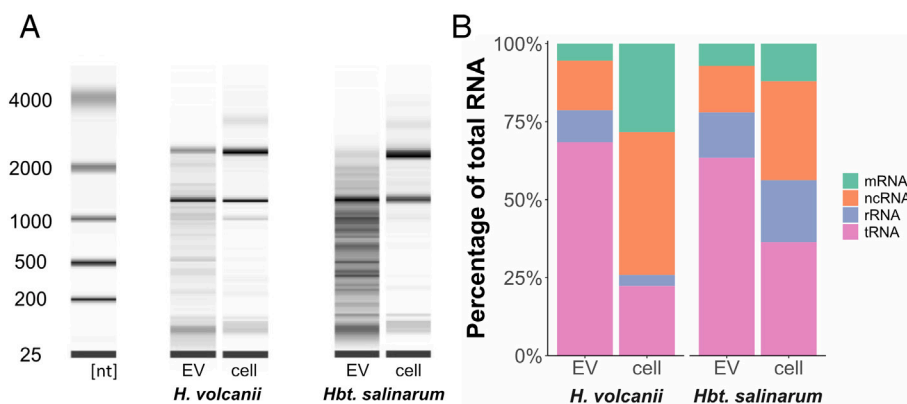 A
4000
2000
1000
500
200
25
[nt]
EV cell
EV cell
H. volcanii
Hbt. salinarum
B
Percentage of total RNA
100%
75%
50%
25%
0%
EV cell
EV cell
H. volcanii
Hbt. salinarum
mRNA
ncRNA
rRNA
tRNA